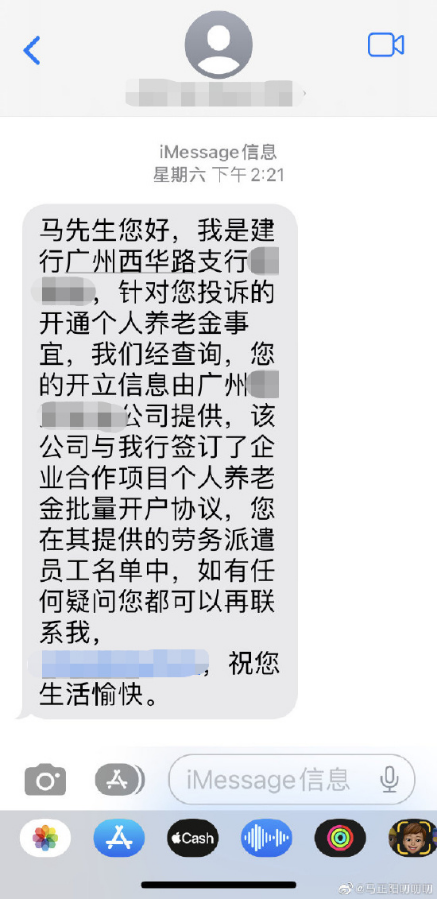 iMessage信息
星期六 下午 2:21
马先生您好，我是建
行广州西华路支行
，针对您投诉的
开通个人养老金事
宜，我们经查询，您
的开立信息由广州
公司提供，该
公司与我行签订了企
业合作项目个人养老
金批量开户协议，您
在其提供的劳务派遣
员工名单中，如有任
何疑问您都可以再联
系我，
，祝您
生活愉快。
iMessage信息
Cash